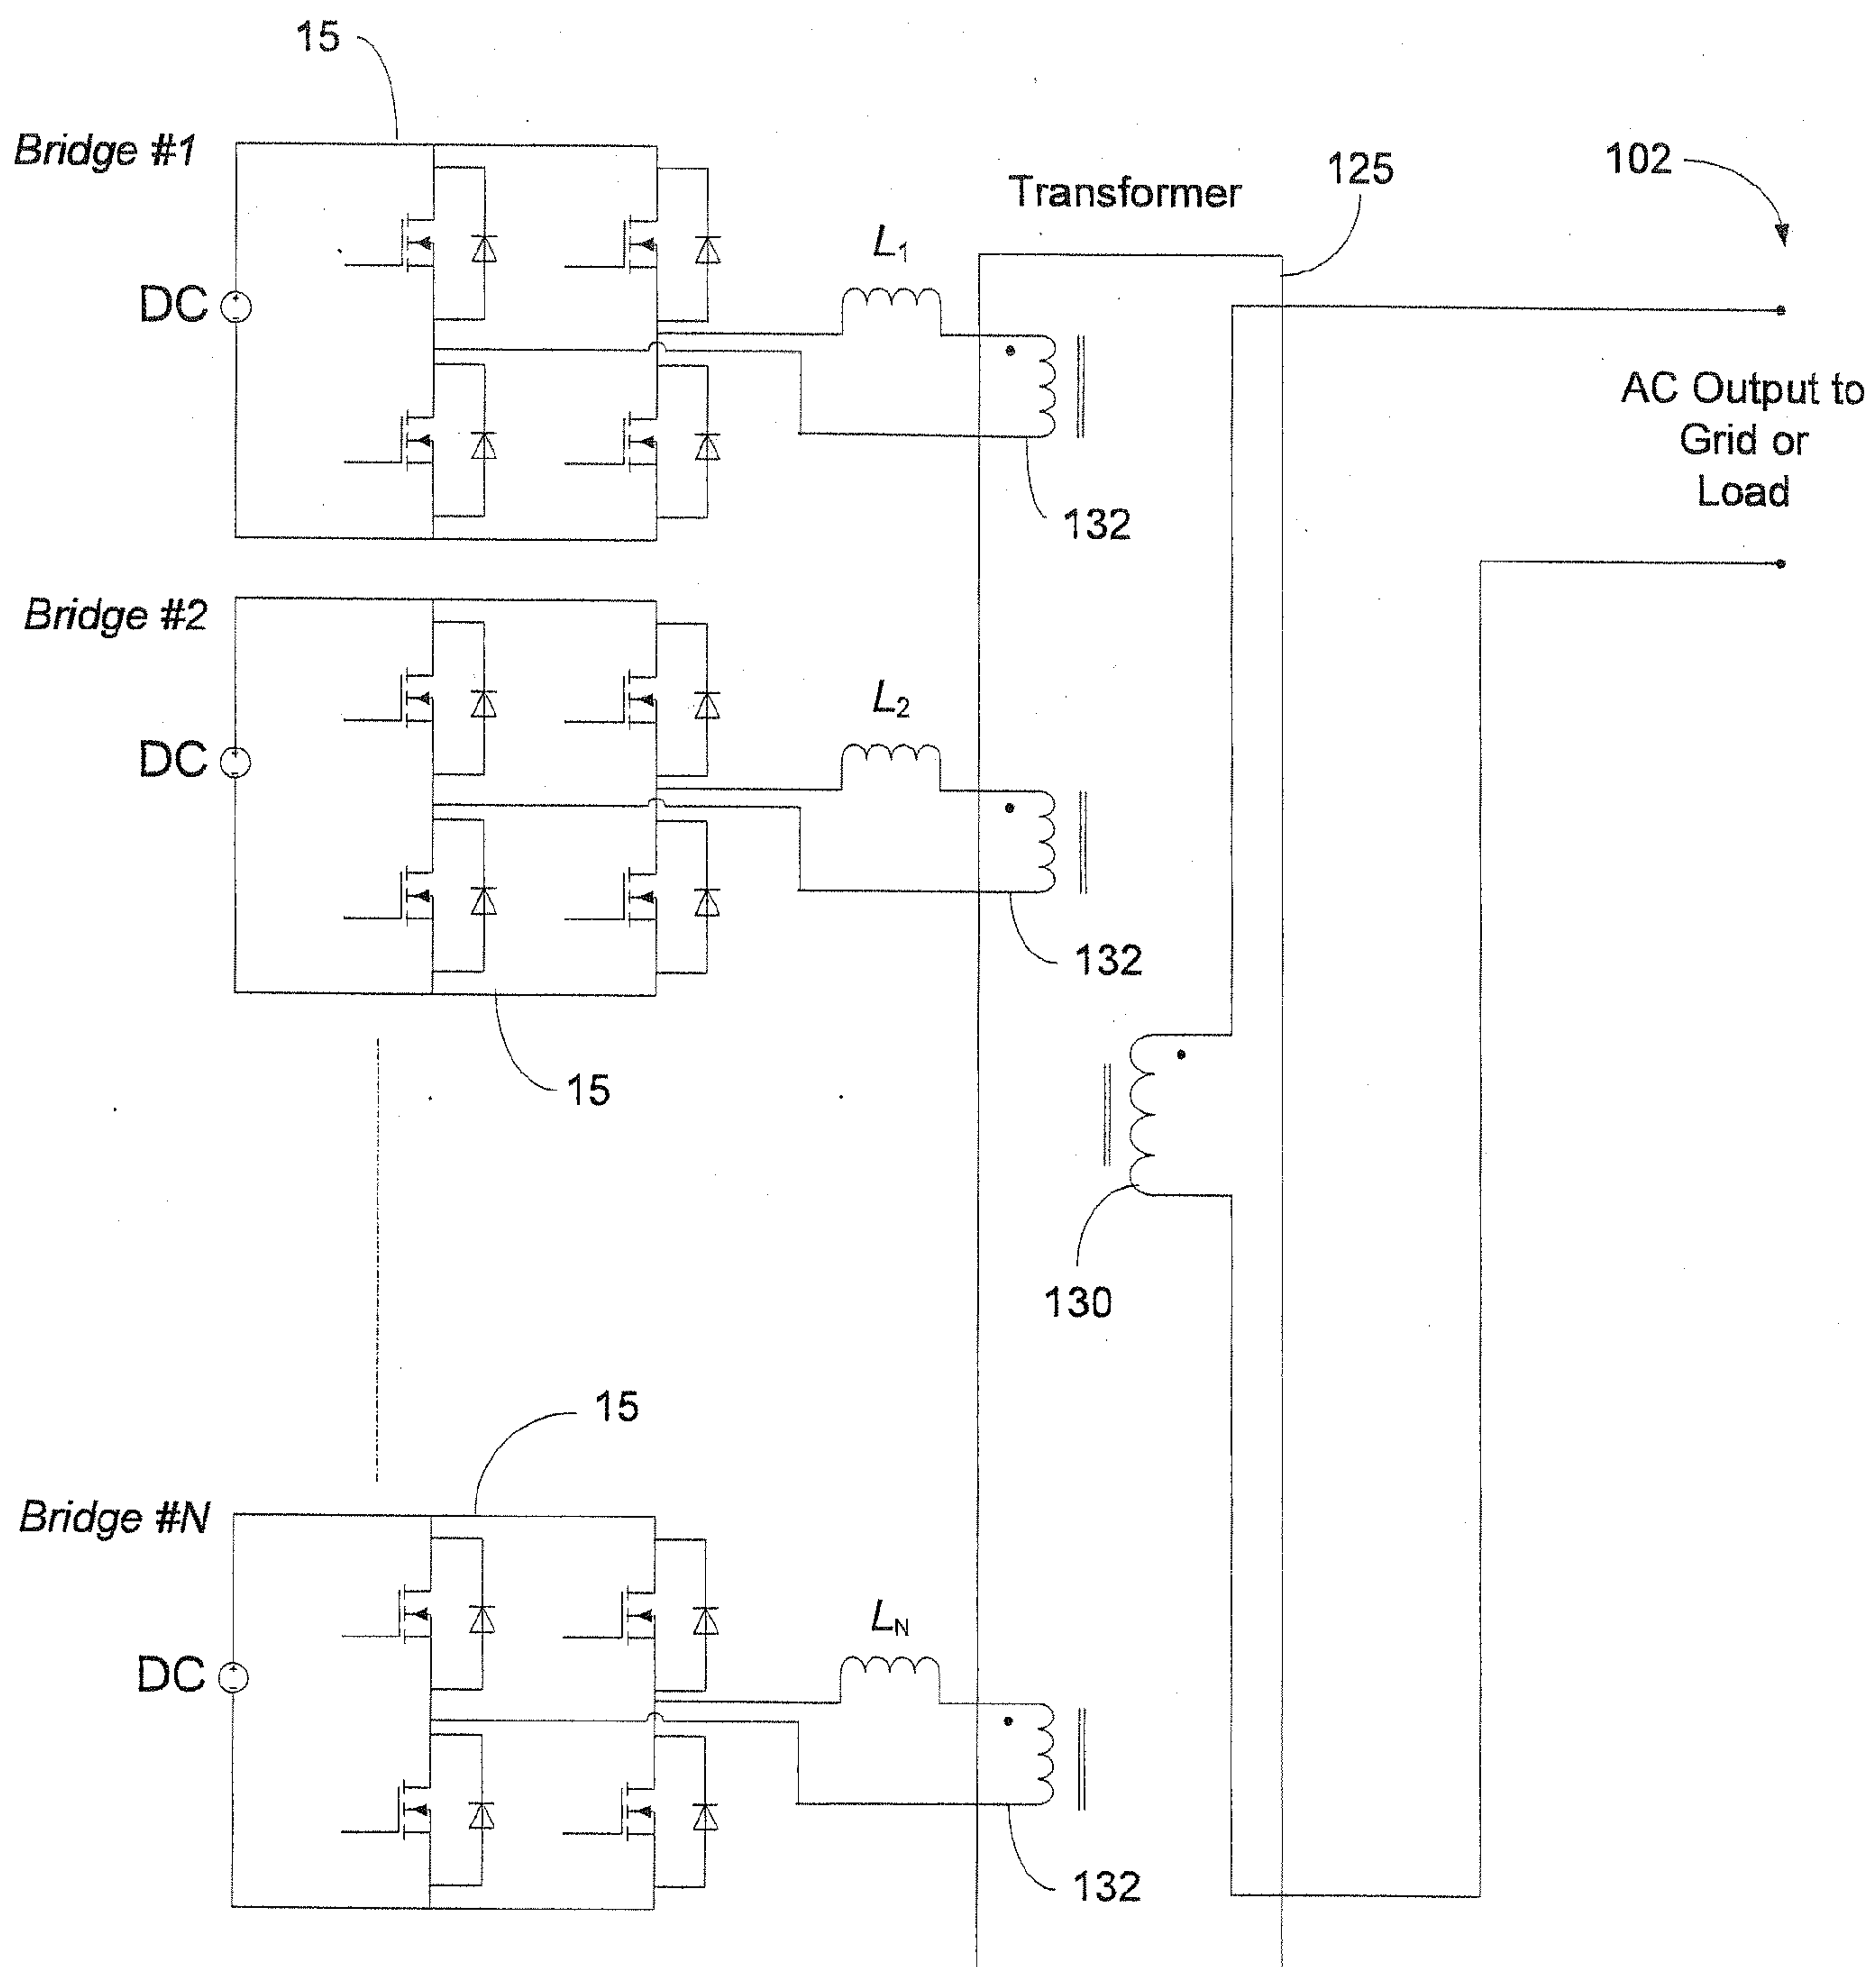 15
Bridge #1
102
125
Transformer
L1
DC
AC Output to
Grid or
Load
132
Bridge #2
L2
DC
132
15
130
15
Bridge #N
LN
DC
132